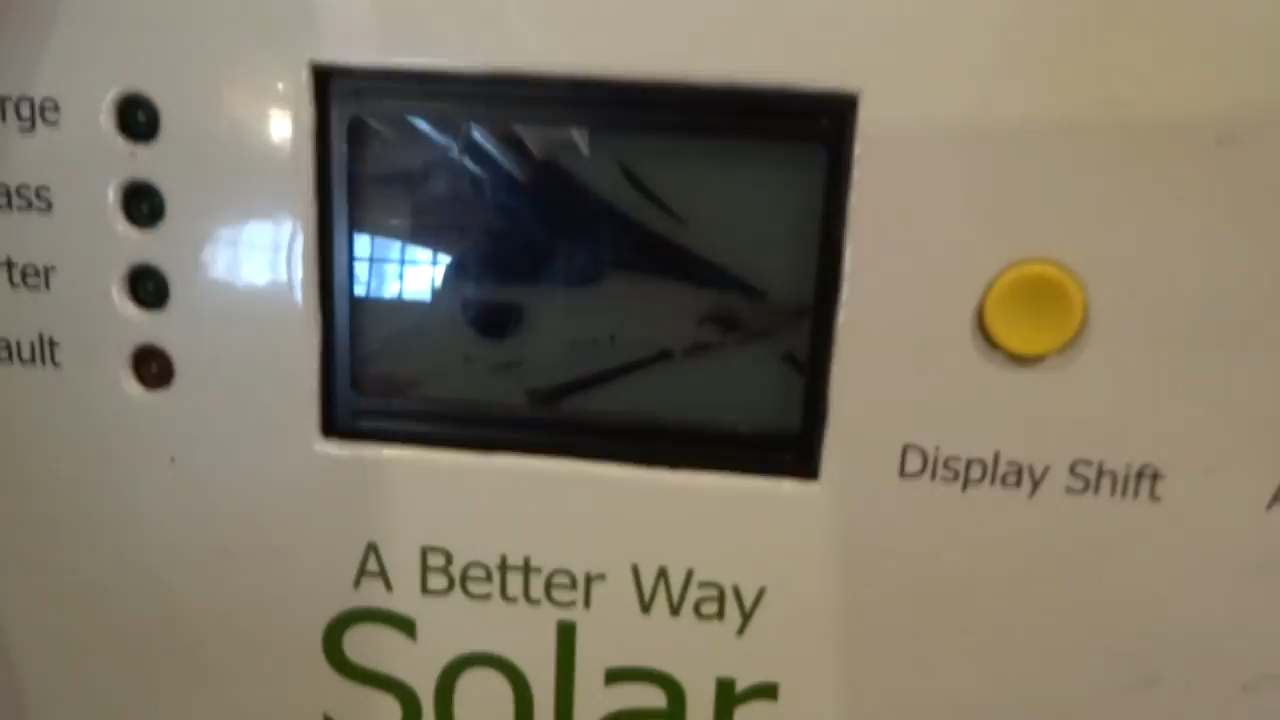 rge
ass
rter
ault
Display Shift
A Better Way
Solar